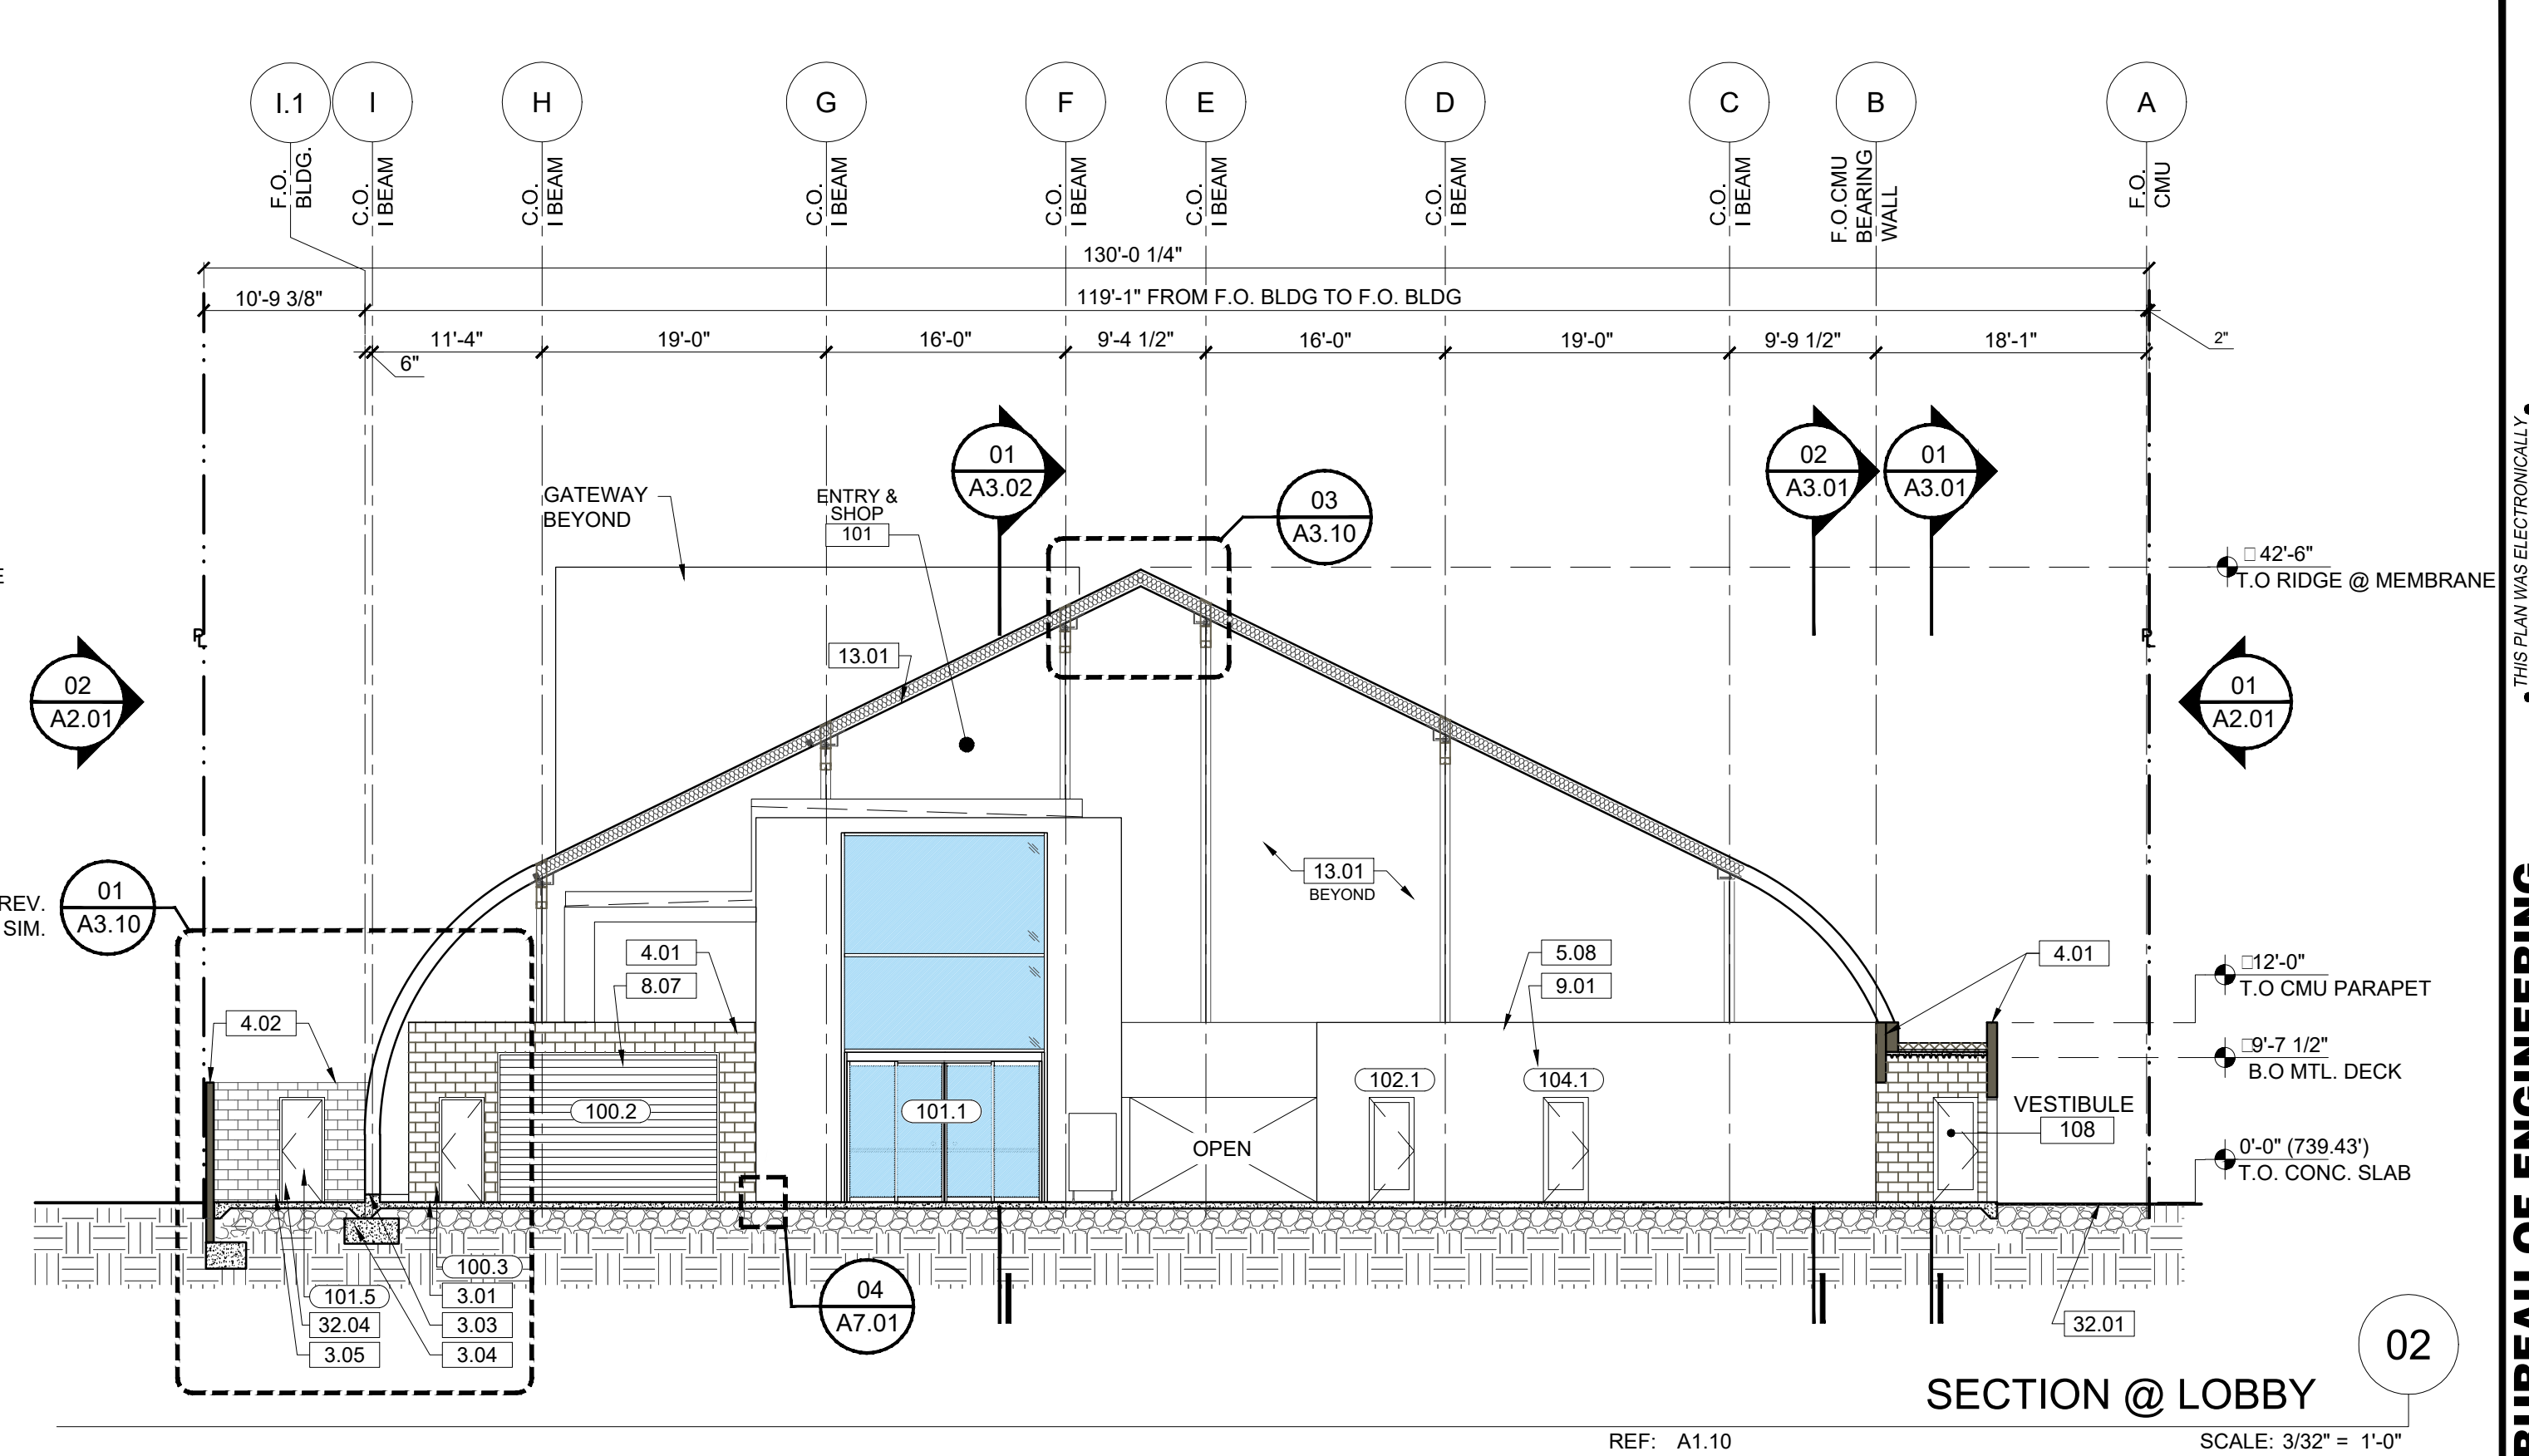 I.1
I
H
G
F
E
D
C
B
A
F.O.
BLDG.
C.O.
I BEAM
C.O.
I BEAM
C.O.
I BEAM
C.O.
I BEAM
C.O.
I BEAM
C.O.
I BEAM
C.O.
I BEAM
F.O.CMU
BEARING
WALL
F.O.
CMU
130'-0 1/4"
10'-9 3/8"
119'-1" FROM F.O. BLDG TO F.O. BLDG
11'-4"
19'-0"
16'-0"
9'-4 1/2"
16'-0"
19'-0"
9'-9 1/2"
18'-1"
2"
6"
GATEWAY
BEYOND
ENTRY &
SHOP
101
01
A3.02
03
A3.10
02
A3.01
01
A3.01
42'-6"
T.O RIDGE @ MEMBRANE
13.01
PL
PL
02
A2.01
01
A2.01
13.01
BEYOND
REV.
SIM.
01
A3.10
4.01
8.07
5.08
9.01
4.01
12'-0"
T.O CMU PARAPET
4.02
9'-7 1/2"
B.O MTL. DECK
100.2
101.1
102.1
104.1
OPEN
VESTIBULE
108
0'-0" (739.43')
T.O. CONC. SLAB
100.3
101.5
3.01
32.04
3.03
3.05
3.04
04
A7.01
32.01
02
SECTION @ LOBBY
REF: A1.10
SCALE: 3/32" = 1'-0"
THIS PLAN WAS ELECTRONICALLY
BUREAU OF ENGINEERING